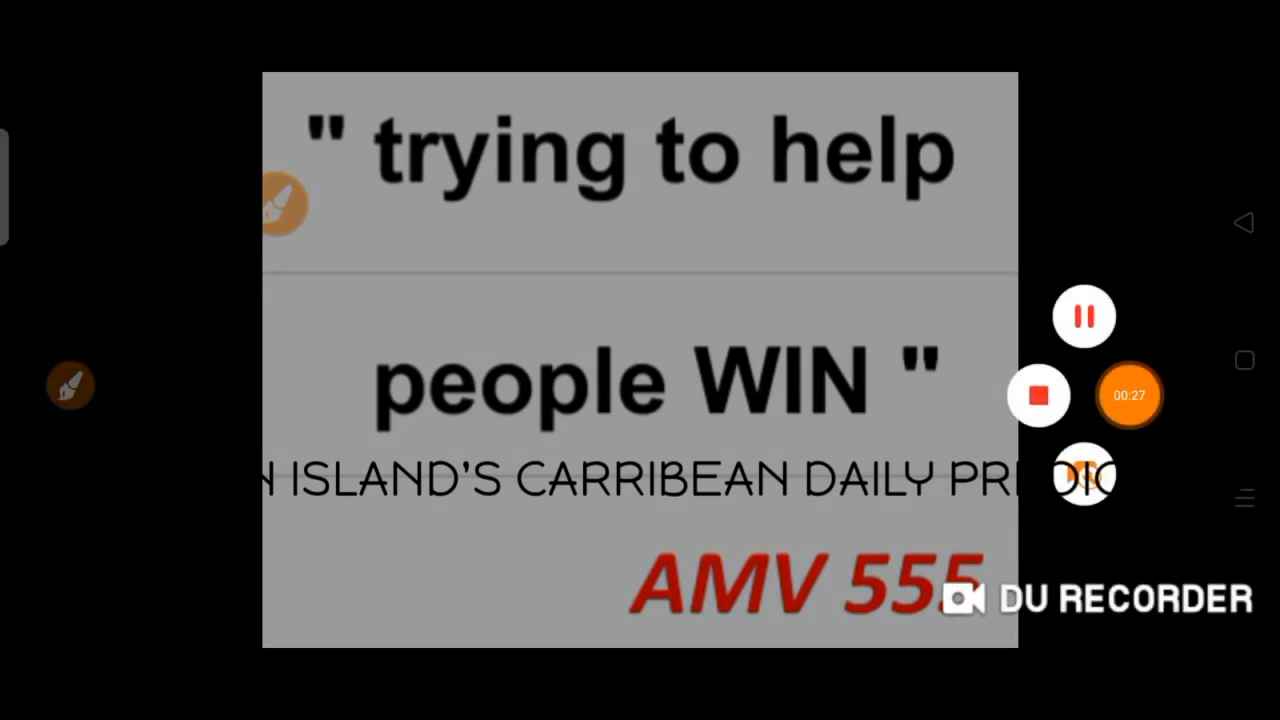 " trying to help
people WIN "
ISLAND'S CARRIBEAN DAILY
AMV 555
00:27
DU RECORDER